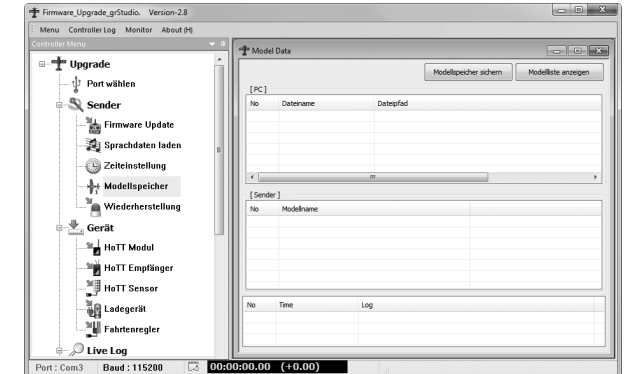 Firmware_Upgrade_grStudio. Version-2.8
Menu Controller Log Monitor About (H)
Controller Menu
Upgrade
Port wählen
Sender
Firmware Update
Sprachdaten laden
Zeiteinstellung
Modellspeicher
Wiederherstellung
Gerät
HoTT Modul
HoTT Empfänger
HoTT Sensor
Ladegerät
Fahrtenregler
Live Log
Model Data
Modellspeicher sichern Modellliste anzeigen
[PC]
No Dateiname Dateipfad
[ Sender ]
No Modellname
No Time Log
Port : Com3 Baud : 115200 00:00:00.00 (+0.00)